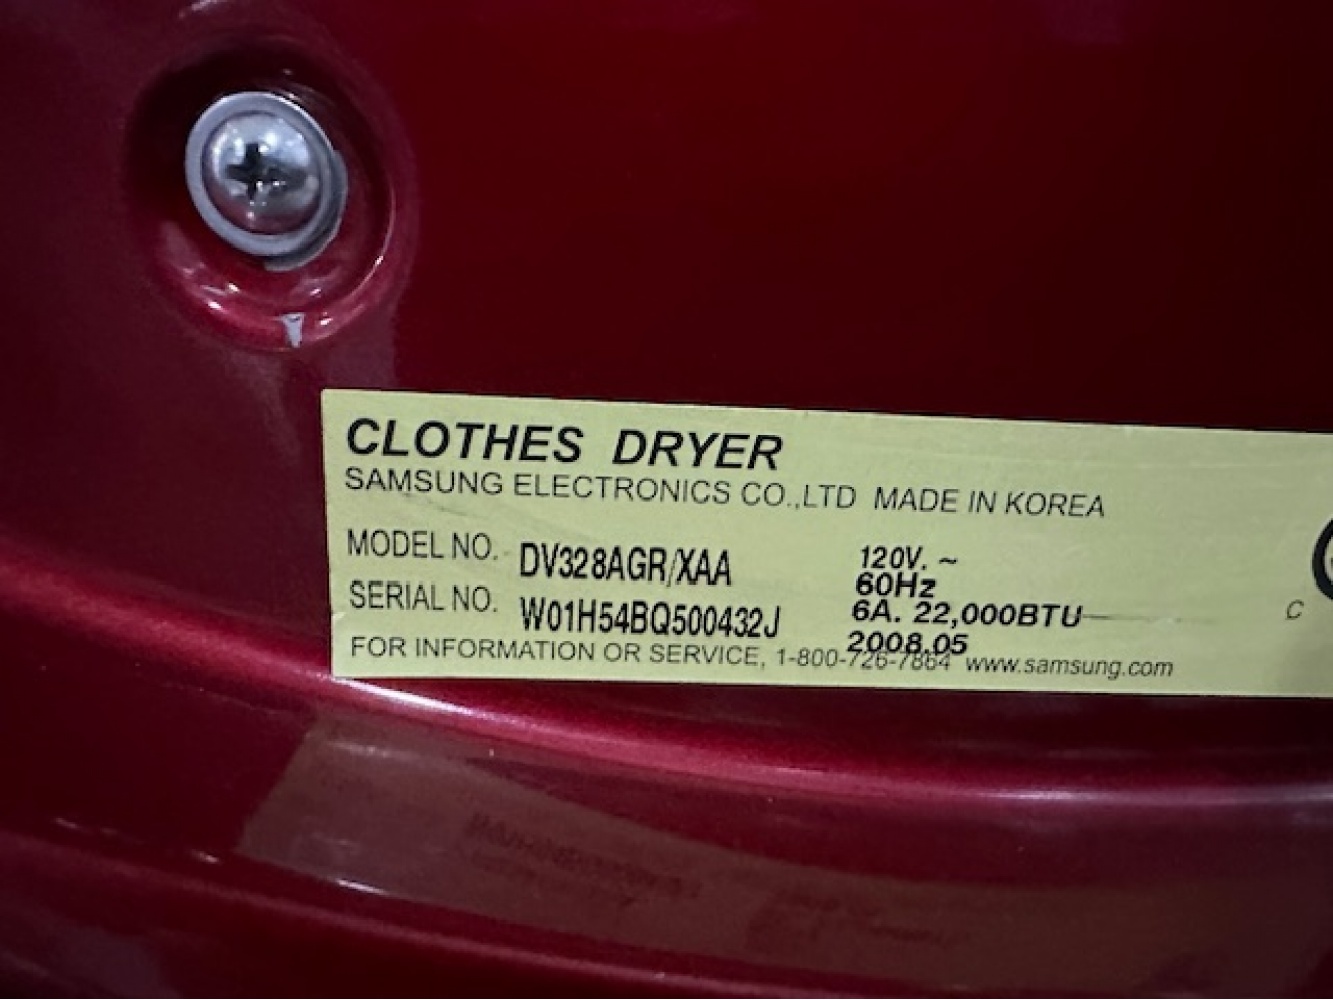 CLOTHES DRYER
SAMSUNG ELECTRONICS CO.,LTD MADE IN KOREA
MODEL NO. DV328AGR/XAA 120V. ~
60Hz
SERIAL NO. W01H54BQ500432J 6A. 22,000BTU
2008.05
FOR INFORMATION OR SERVICE, 1-800-726-7864 www.samsung.com
C